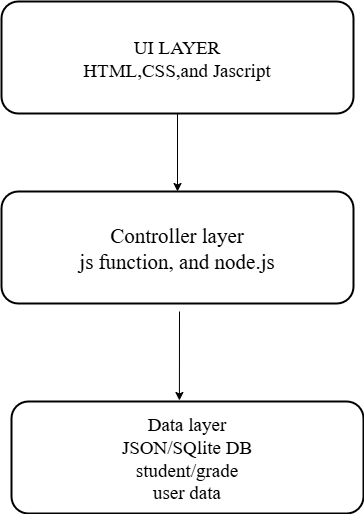 UI LAYER
HTML,CSS,and Jascript
Controller layer
js function, and node.js
Data layer
JSON/SQlite DB
student/grade
user data